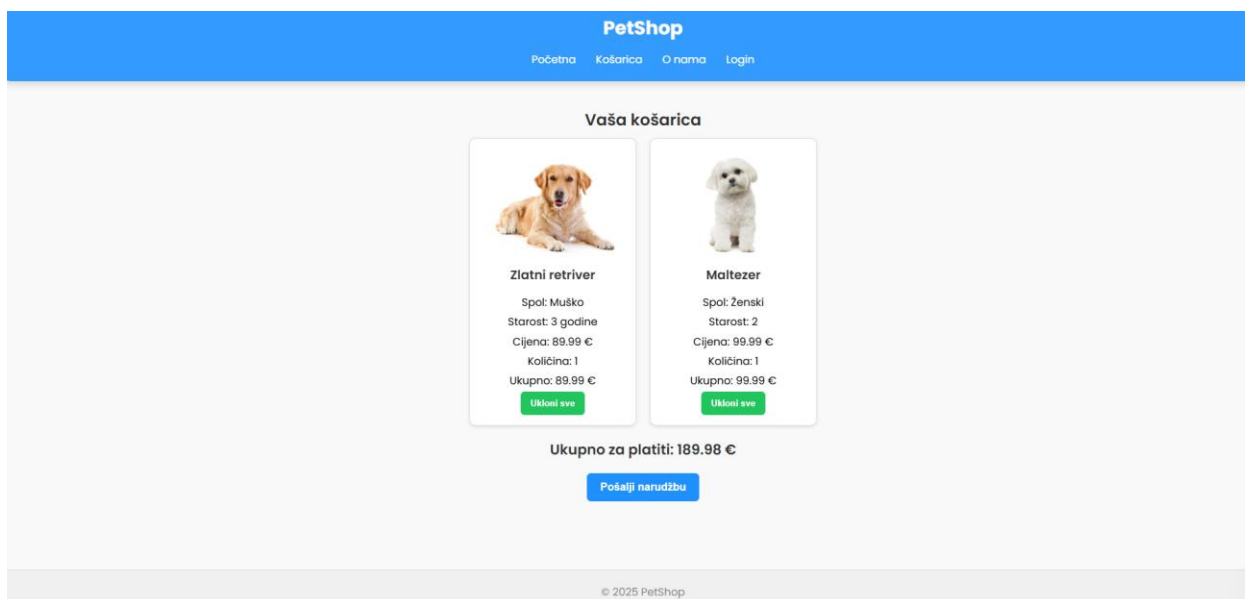 PetShop
Početna Košarica O nama Login
Vaša košarica
Zlatni retriver
Spol: Muško
Starost: 3 godine
Cijena: 89.99 €
Količina: 1
Ukupno: 89.99 €
Ukloni sve
Maltezer
Spol: Ženski
Starost: 2
Cijena: 99.99 €
Količina: 1
Ukupno: 99.99 €
Ukloni sve
Ukupno za platiti: 189.98 €
Pošalji narudžbu
© 2025 PetShop